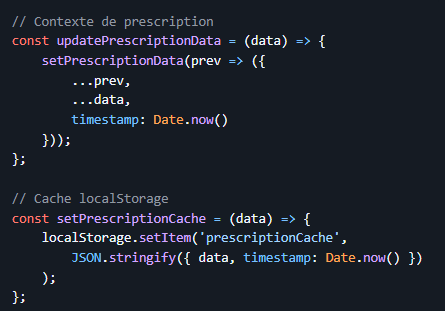 // Contexte de prescription
const updatePrescriptionData = (data) => {
    setPrescriptionData(prev => ({
        ...prev,
        ...data,
        timestamp: Date.now()
    }));
};

// Cache localStorage
const setPrescriptionCache = (data) => {
    localStorage.setItem('prescriptionCache',
        JSON.stringify({ data, timestamp: Date.now() })
    );
};